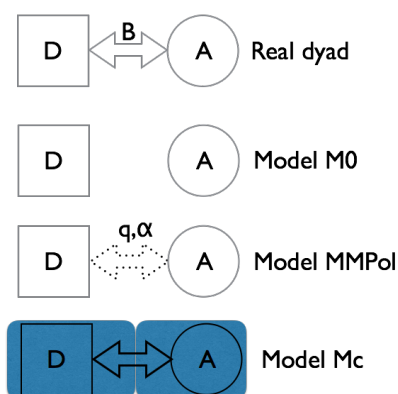 B
D A Real dyad
D A Model M0
q,α
D A Model MMPol
D A Model Mc